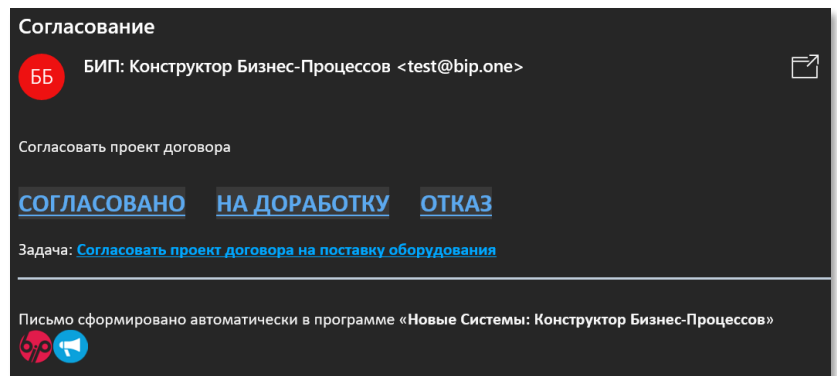 Согласование
ББ
БИП: Конструктор Бизнес-Процессов <test@bip.one>
Согласовать проект договора
СОГЛАСОВАНО НА ДОРАБОТКУ ОТКАЗ
Задача: Согласовать проект договора на поставку оборудования
Письмо сформировано автоматически в программе «Новые Системы: Конструктор Бизнес-Процессов»
bip